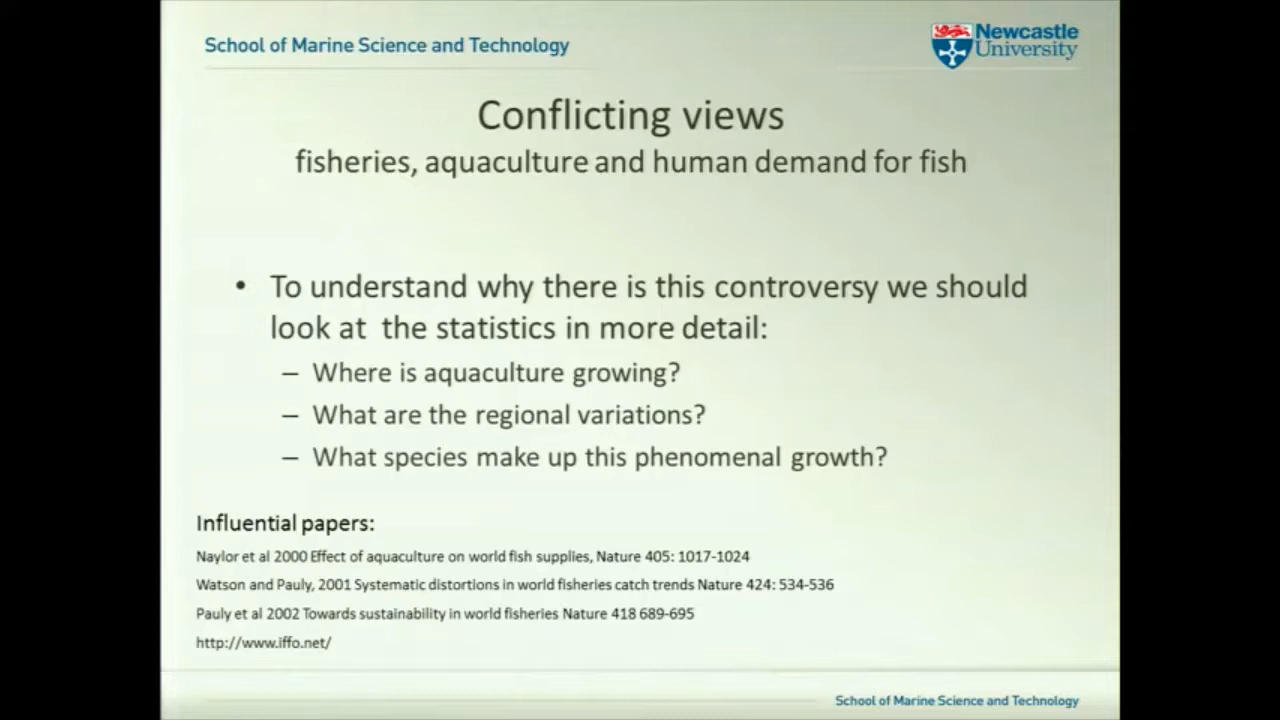 School of Marine Science and Technology
Newcastle
University
Conflicting views
fisheries, aquaculture and human demand for fish
• To understand why there is this controversy we should
look at the statistics in more detail:
– Where is aquaculture growing?
– What are the regional variations?
– What species make up this phenomenal growth?
Influential papers:
Naylor et al 2000 Effect of aquaculture on world fish supplies, Nature 405: 1017-1024
Watson and Pauly, 2001 Systematic distortions in world fisheries catch trends Nature 424: 534-536
Pauly et al 2002 Towards sustainability in world fisheries Nature 418 689-695
http://www.iffo.net/
School of Marine Science and Technology